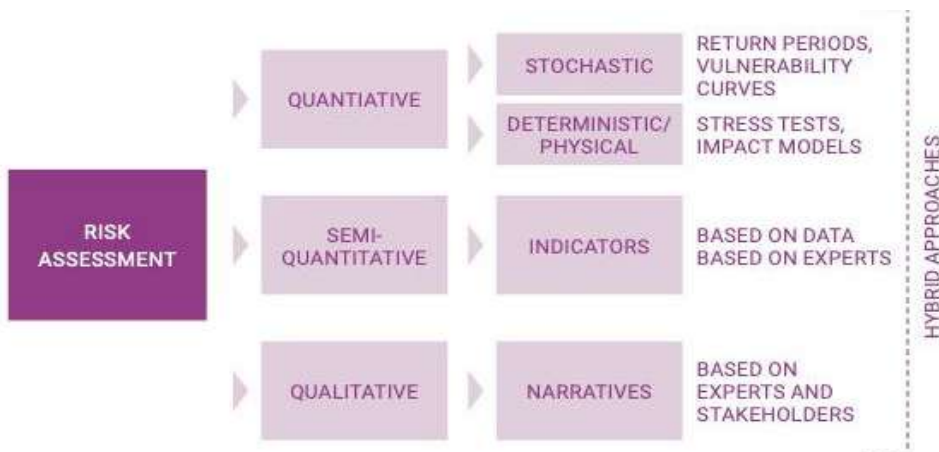 RISK
ASSESSMENT
QUANTIATIVE
STOCHASTIC
RETURN PERIODS,
VULNERABILITY
CURVES
DETERMINISTIC/
PHYSICAL
STRESS TESTS,
IMPACT MODELS
SEMI-
QUANTITATIVE
INDICATORS
BASED ON DATA
BASED ON EXPERTS
QUALITATIVE
NARRATIVES
BASED ON
EXPERTS AND
STAKEHOLDERS
HYBRID APPROACHES